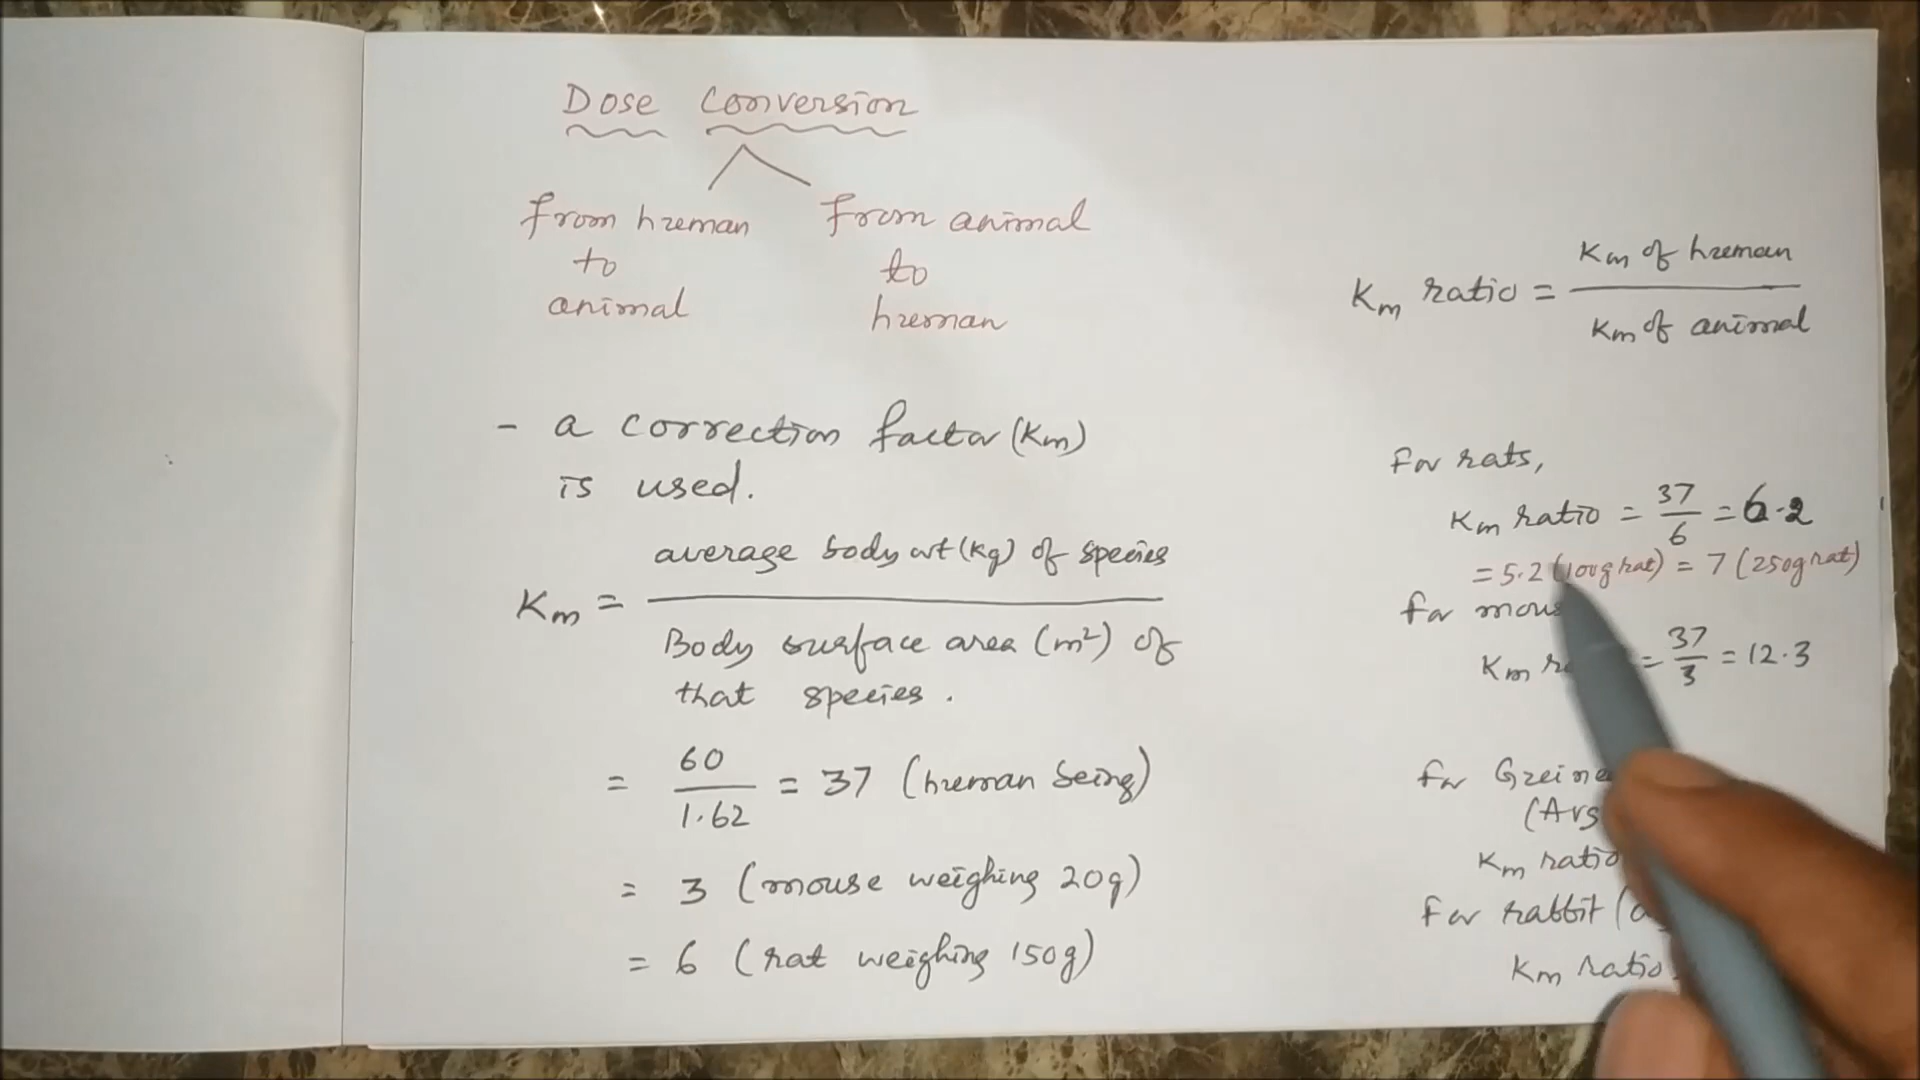 Dose Conversion
From human From animal
to to
animal human
- a correction factor (Km)
is used.
Km = average body wt (kg) of species
Body surface area (m²) of
that species.
= 60 / 1.62 = 37 (human being)
= 3 (mouse weighing 20g)
= 6 (rat weighing 150g)
Km ratio = Km of human
Km of animal
For rats,
Km ratio = 37 / 6 = 6.2
= 5.2 (100g rat) = 7 (250g rat)
For
Km = 37 / 3 = 12.3
For
Km ratio
For rabbit
Km ratio